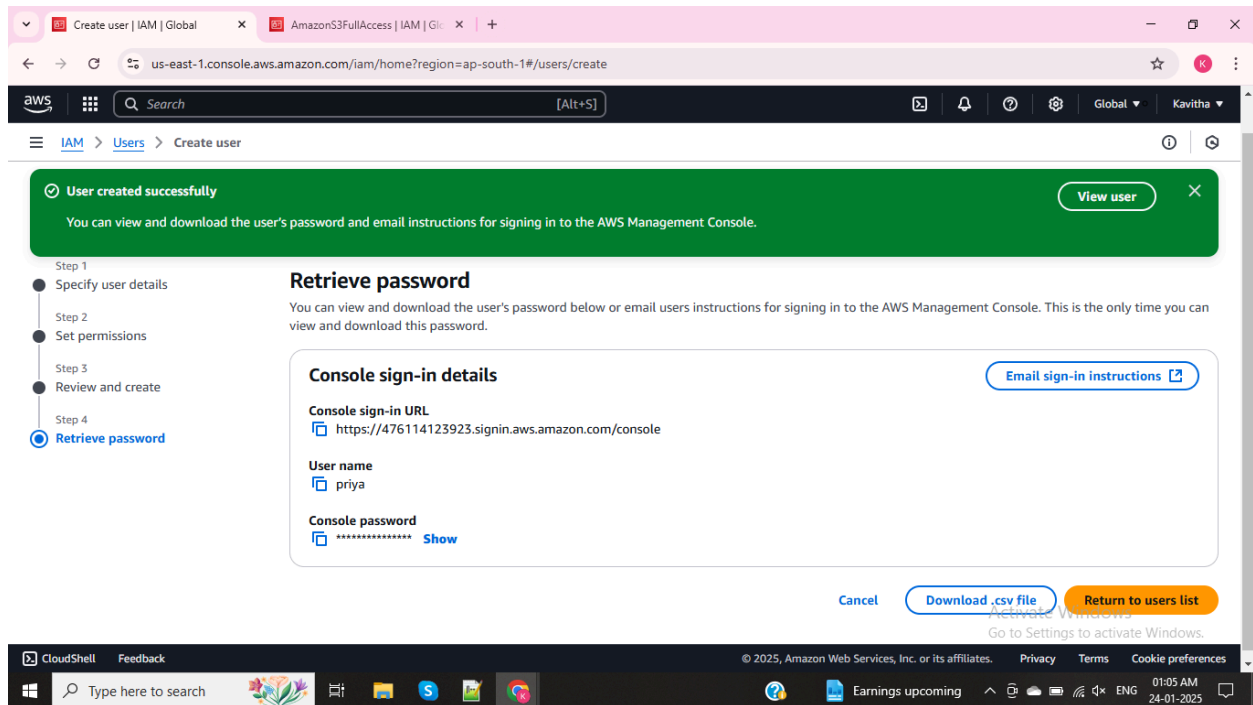 Create user | IAM | Global
AmazonS3FullAccess | IAM | Glo
us-east-1.console.aws.amazon.com/iam/home?region=ap-south-1#/users/create
K
aws
Search
[Alt+S]
Global
Kavitha
IAM > Users > Create user
User created successfully
View user
You can view and download the user's password and email instructions for signing in to the AWS Management Console.
Step 1
Specify user details
Step 2
Set permissions
Step 3
Review and create
Step 4
Retrieve password
Retrieve password
You can view and download the user's password below or email users instructions for signing in to the AWS Management Console. This is the only time you can
view and download this password.
Console sign-in details
Email sign-in instructions
Console sign-in URL
https://476114123923.signin.aws.amazon.com/console
User name
priya
Console password
*************** Show
Cancel
Download .csv file
Return to users list
Activate Windows
Go to Settings to activate Windows.
CloudShell
Feedback
© 2025, Amazon Web Services, Inc. or its affiliates.
Privacy
Terms
Cookie preferences
Type here to search
Earnings upcoming
ENG
01:05 AM
24-01-2025